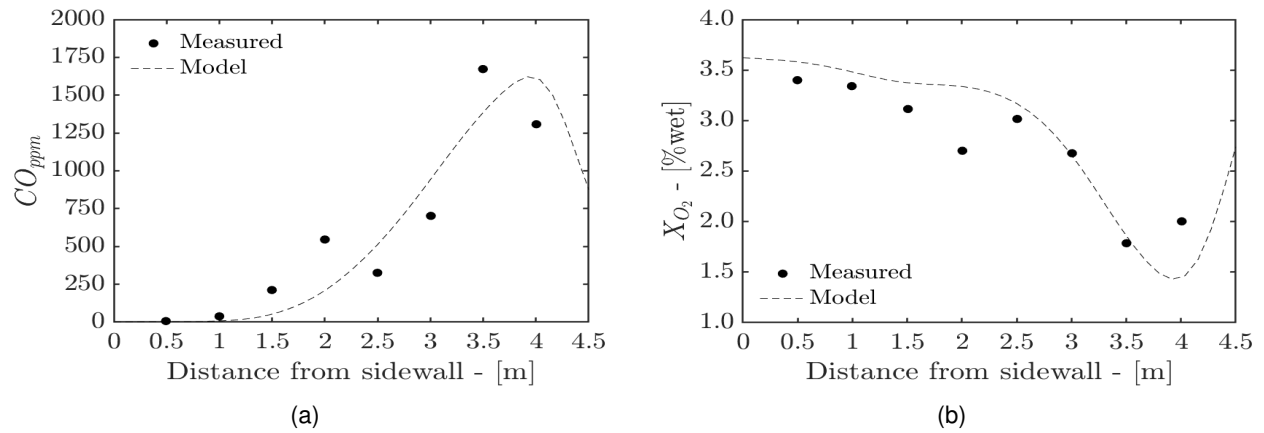 2000
1750
1500
1250
1000
750
500
250
0
CO_ppm
Measured
Model
0 0.5 1 1.5 2 2.5 3 3.5 4 4.5
Distance from sidewall - [m]
(a)
4.0
3.5
3.0
2.5
2.0
1.5
1.0
X_O₂ - [%wet]
Measured
Model
0 0.5 1 1.5 2 2.5 3 3.5 4 4.5
Distance from sidewall - [m]
(b)